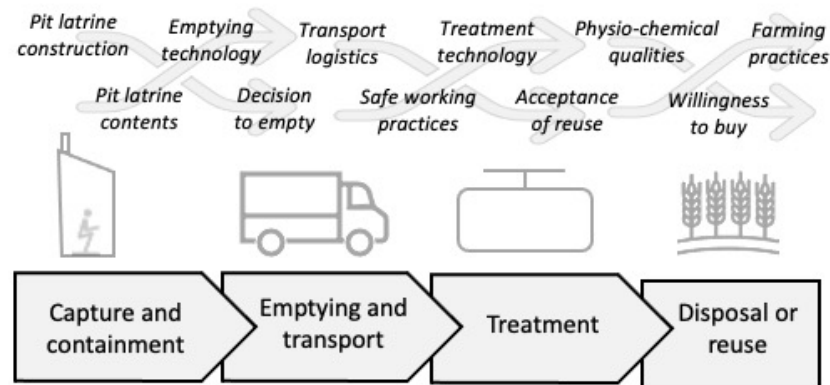 Pit latrine
construction
Emptying
technology
Transport
logistics
Treatment
technology
Physio-chemical
qualities
Farming
practices
Pit latrine
contents
Decision
to empty
Safe working
practices
Acceptance
of reuse
Willingness
to buy
Capture and
containment
Emptying and
transport
Treatment
Disposal or
reuse